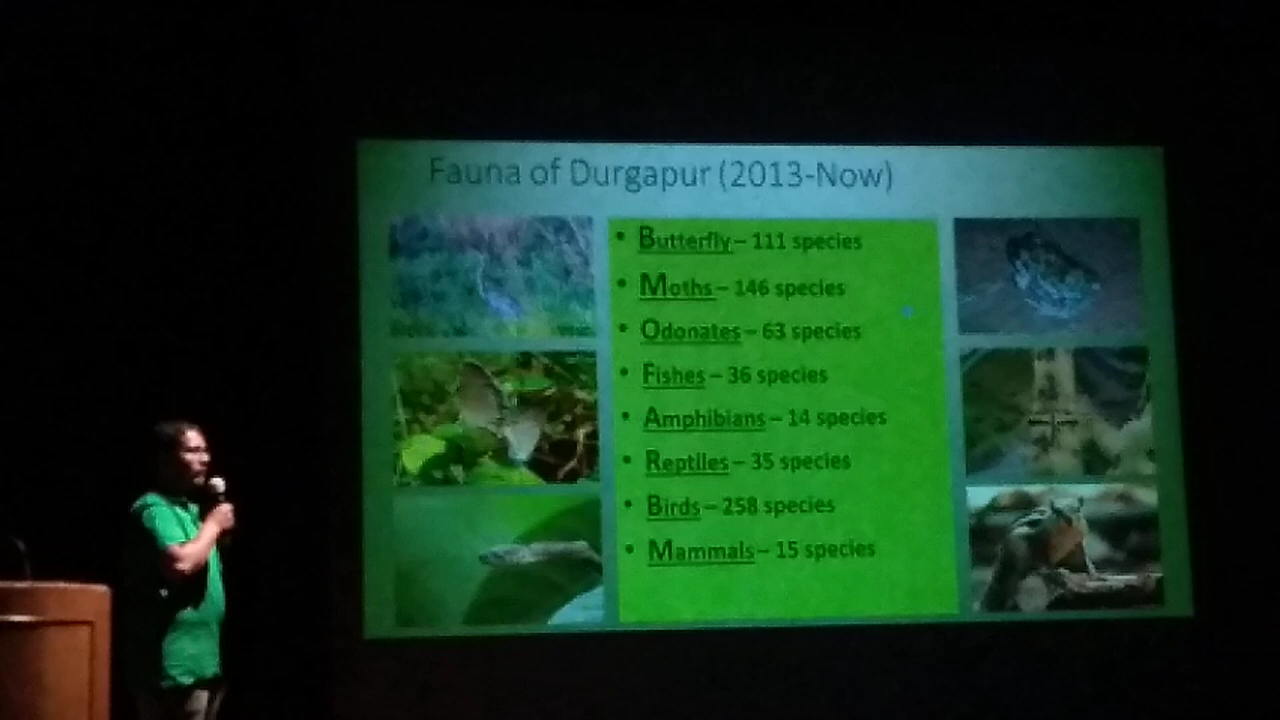 Fauna of Durgapur (2013-Now)
• Butterfly – 111 species
• Moths – 146 species
• Odonates – 63 species
• Fishes – 36 species
• Amphibians – 14 species
• Reptiles – 35 species
• Birds – 258 species
• Mammals – 15 species